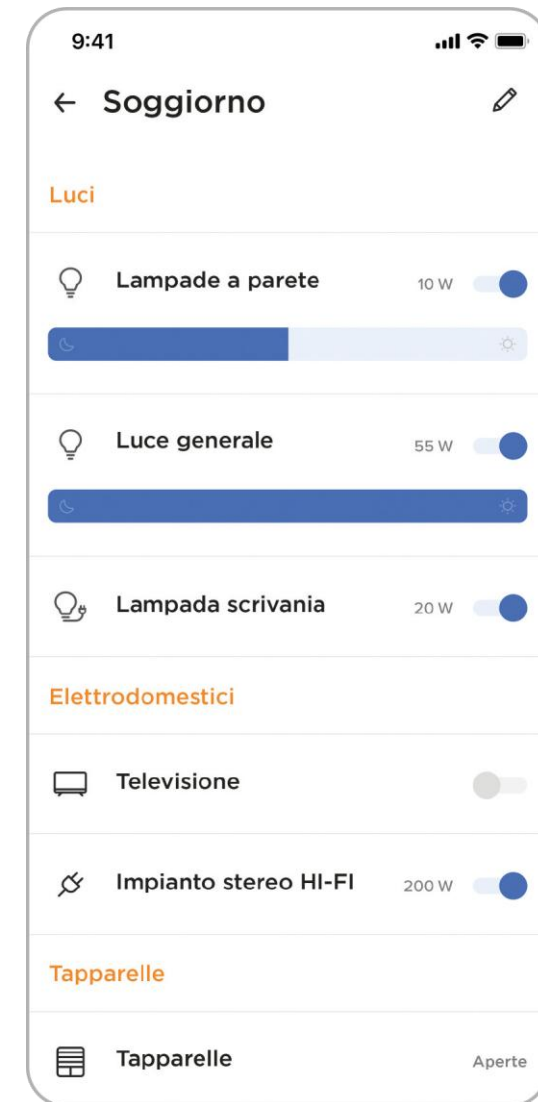 9:41
Soggiorno
Luci
Lampade a parete 10 W
Luce generale 55 W
Lampada scrivania 20 W
Elettrodomestici
Televisione
Impianto stereo HI-FI 200 W
Tapparelle
Tapparelle Aperte